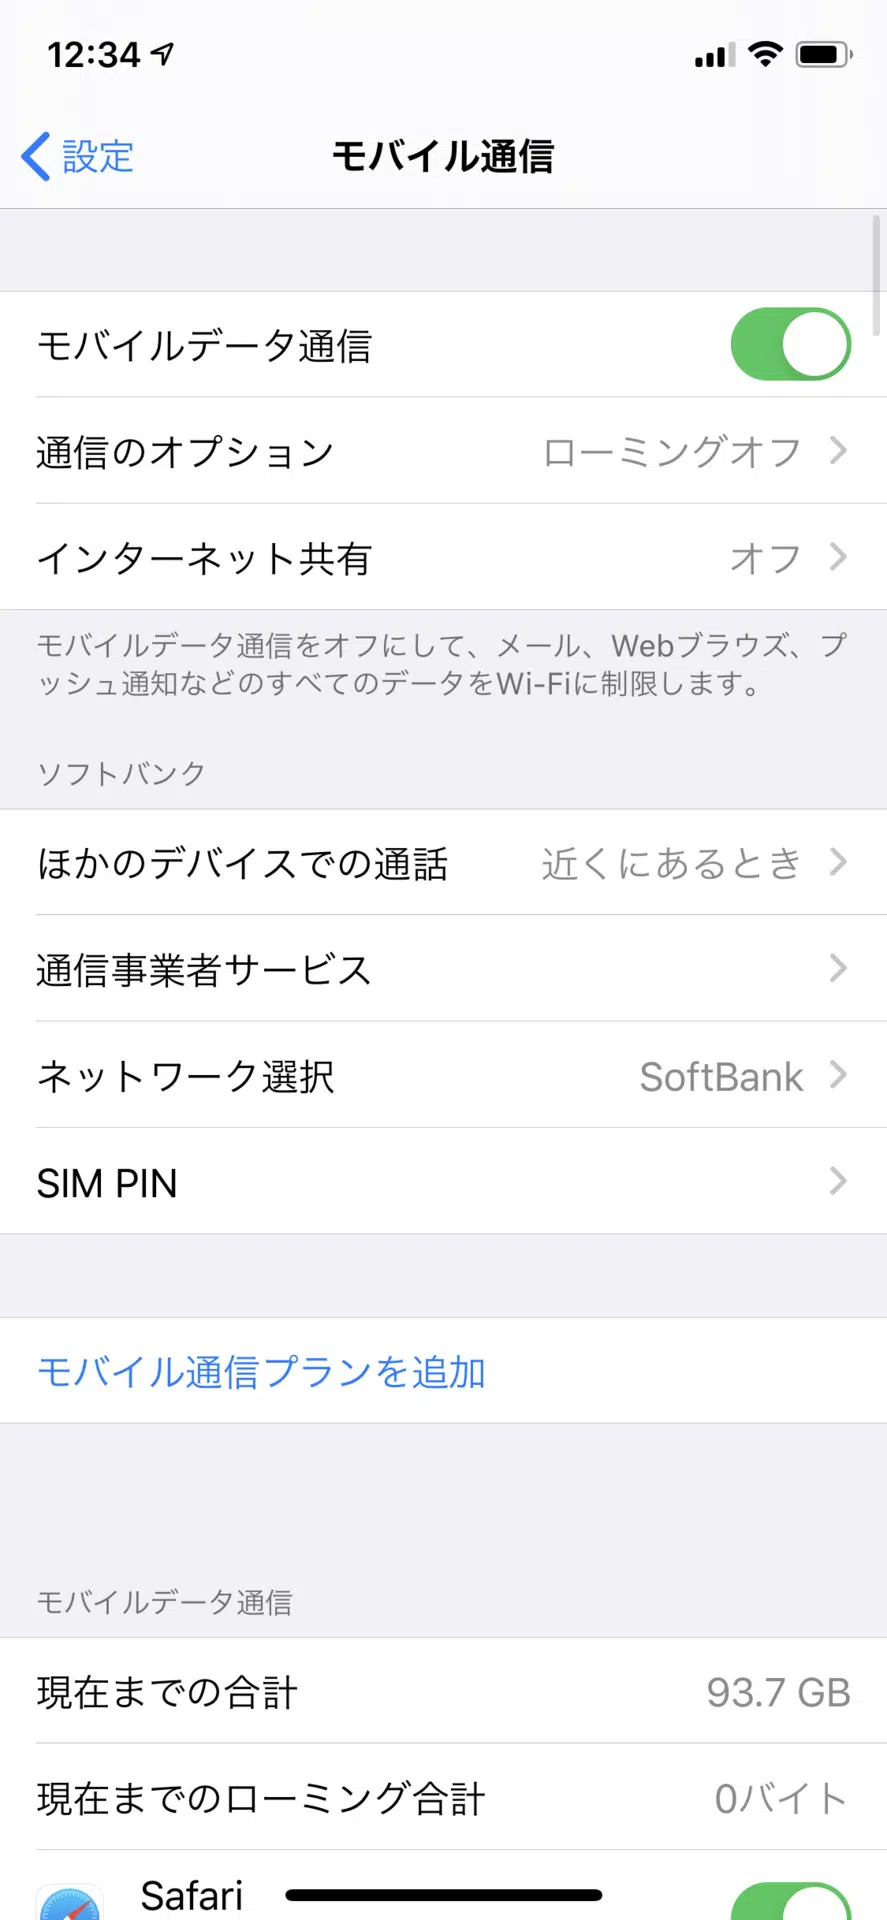 12:34
設定
モバイル通信
モバイルデータ通信
通信のオプション ローミングオフ
インターネット共有 オフ
モバイルデータ通信をオフにして、メール、Webブラウズ、プ
ッシュ通知などのすべてのデータをWi-Fiに制限します。
ソフトバンク
ほかのデバイスでの通話 近くにあるとき
通信事業者サービス
ネットワーク選択 SoftBank
SIM PIN
モバイル通信プランを追加
モバイルデータ通信
現在までの合計 93.7 GB
現在までのローミング合計 0バイト
Safari